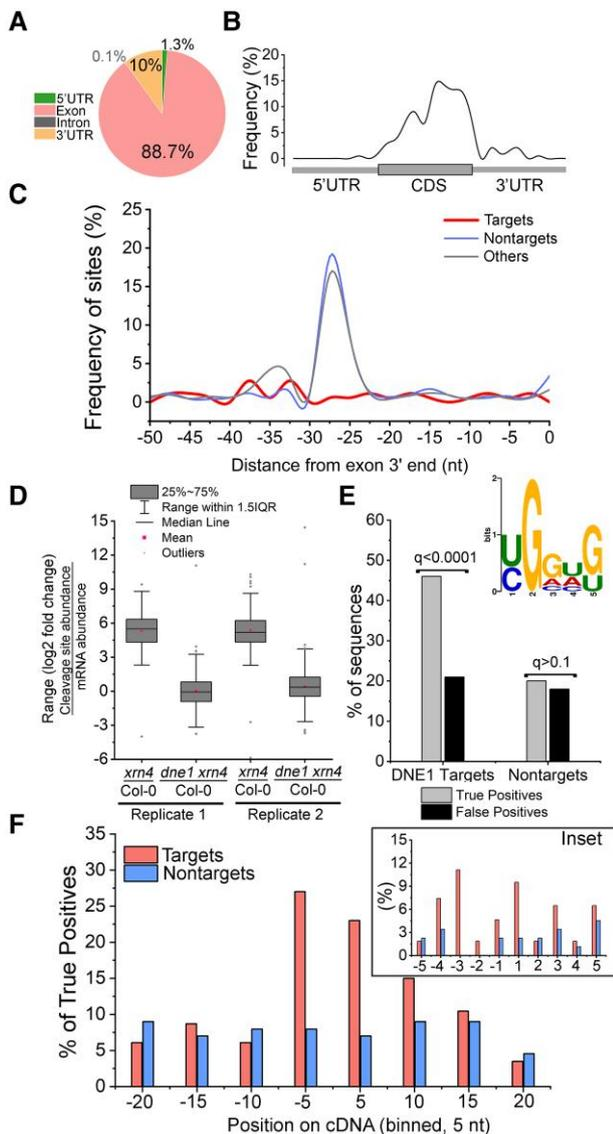 A
0.1%
1.3%
10%
5'UTR
Exon
Intron
3'UTR
88.7%
B
Frequency (%)
15
10
5
0
5'UTR
CDS
3'UTR
C
Frequency of sites (%)
25
20
15
10
5
0
Targets
Nontargets
Others
-50 -45 -40 -35 -30 -25 -20 -15 -10 -5 0
Distance from exon 3' end (nt)
D
25%~75%
Range within 1.5IQR
Median Line
Mean
Outliers
Range (log2 fold change)
Cleavage site abundance
mRNA abundance
15
12
9
6
3
0
-3
-6
xrn4 dne1 xrn4 xrn4 dne1 xrn4
Col-0 Col-0 Col-0 Col-0
Replicate 1 Replicate 2
E
% of sequences
60
50
40
30
20
10
0
q<0.0001
q>0.1
bits
2
1
0
U G G U G
C A A U
C C
1 2 3 4 5
DNE1 Targets Nontargets
True Positives
False Positives
F
% of True Positives
35
30
25
20
15
10
5
0
Targets
Nontargets
Inset
(%)
12
9
6
3
0
-5 -4 -3 -2 -1 1 2 3 4 5
-20 -15 -10 -5 5 10 15 20
Position on cDNA (binned, 5 nt)